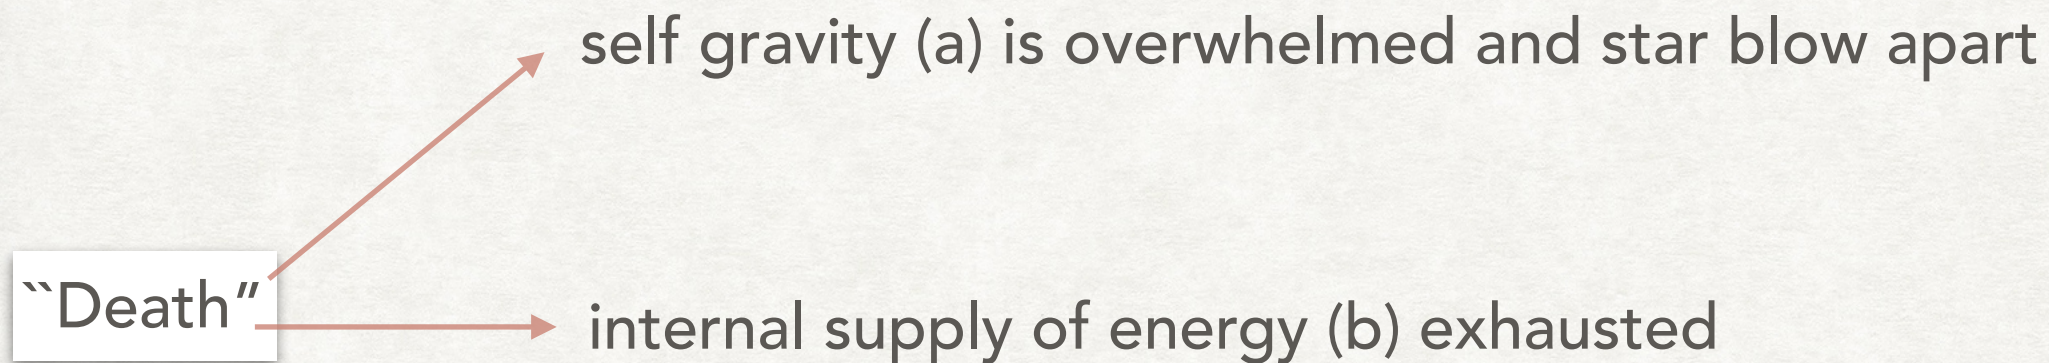 self gravity (a) is overwhelmed and star blow apart
``Death”
internal supply of energy (b) exhausted